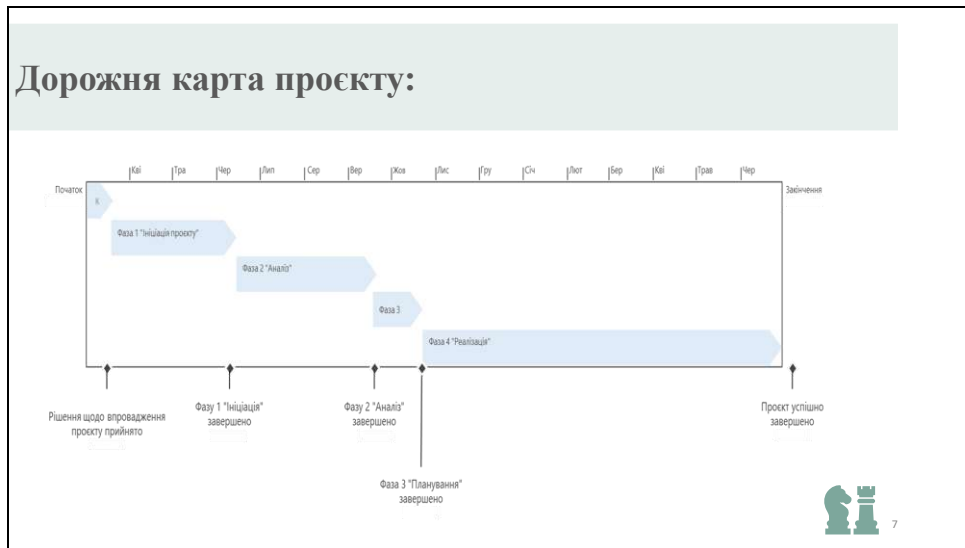 Дорожня карта проєкту:
Кві Тра Чер Лип Сер Вер Жов Лис Гру Січ Лют Бер Кві Трав Чер
Початок
Закінчення
К
Фаза 1 "Ініціація проєкту"
Фаза 2 "Аналіз"
Фаза 3
Фаза 4 "Реалізація"
Рішення щодо впровадження
проєкту прийнято
Фазу 1 "Ініціація"
завершено
Фазу 2 "Аналіз"
завершено
Проєкт успішно
завершено
Фаза 3 "Планування"
завершено
7